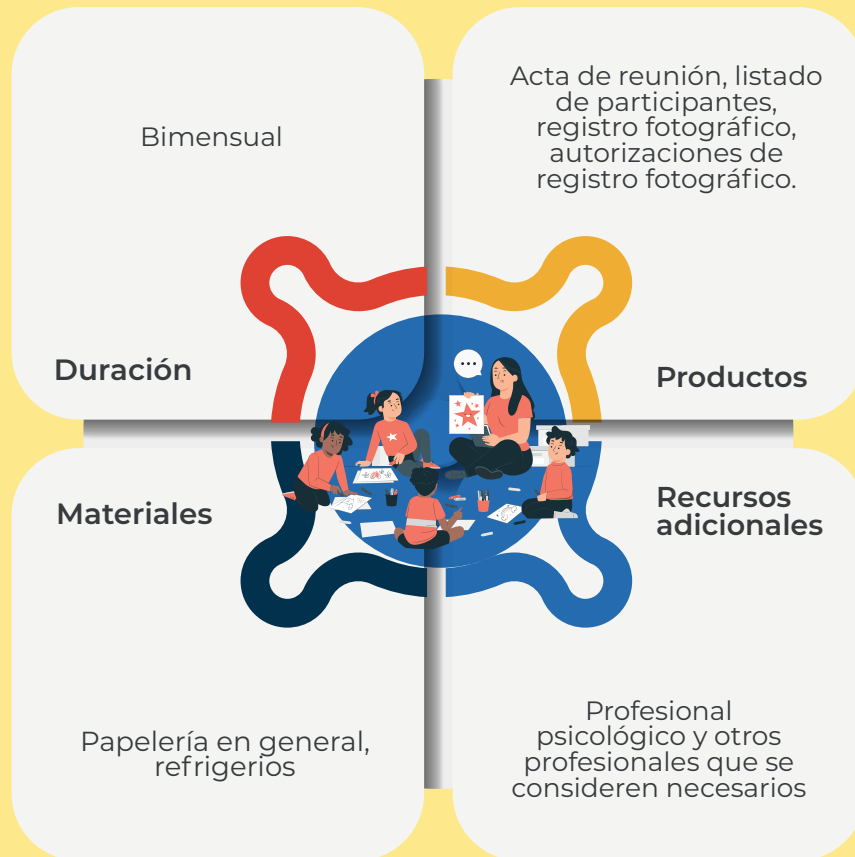 Bimensual
Duración
Acta de reunión, listado
de participantes,
registro fotográfico,
autorizaciones de
registro fotográfico.
Productos
Materiales
Papelería en general,
refrigerios
Recursos
adicionales
Profesional
psicológico y otros
profesionales que se
consideren necesarios